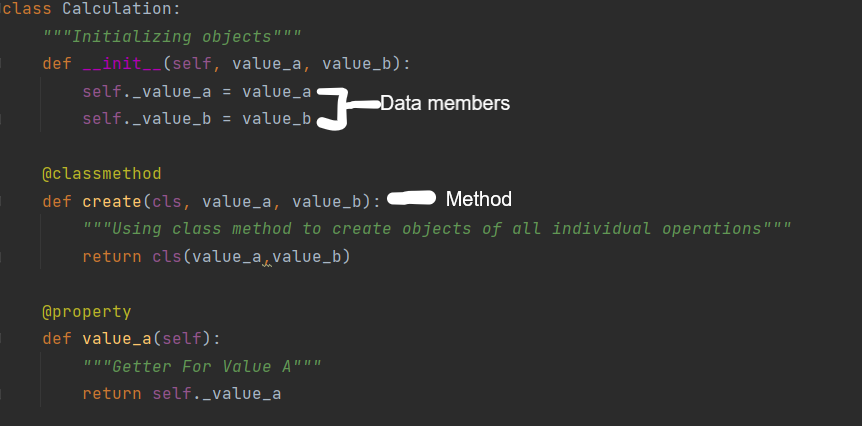 class Calculation:
"""Initializing objects"""
def __init__(self, value_a, value_b):
self._value_a = value_a
Data members
self._value_b = value_b
@classmethod
def create(cls, value_a, value_b): Method
"""Using class method to create objects of all individual operations"""
return cls(value_a,value_b)
@property
def value_a(self):
"""Getter For Value A"""
return self._value_a